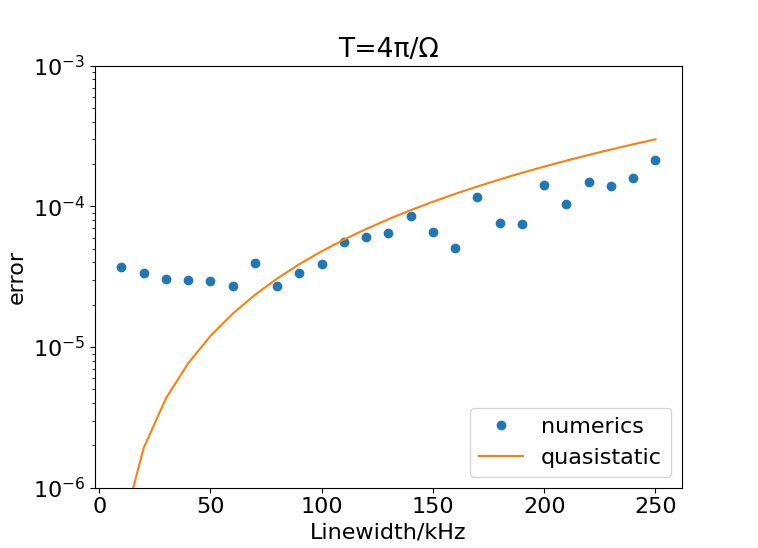 T=4π/Ω
10⁻³
10⁻⁴
10⁻⁵
10⁻⁶
error
0 50 100 150 200 250
Linewidth/kHz
numerics
quasistatic